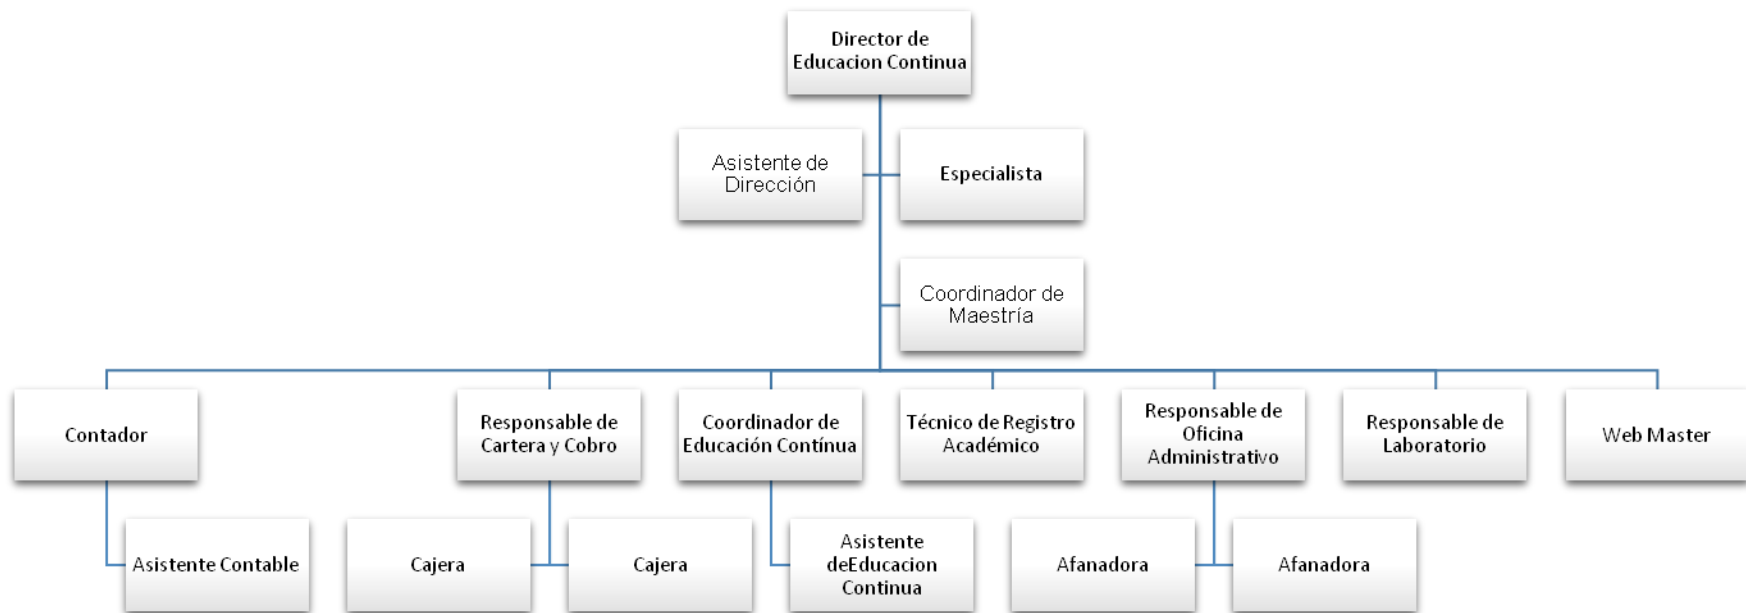 Director de
Educacion Continua
Asistente de
Dirección
Especialista
Coordinador de
Maestría
Contador
Responsable de
Cartera y Cobro
Coordinador de
Educación Contínua
Técnico de Registro
Académico
Responsable de
Oficina
Administrativo
Responsable de
Laboratorio
Web Master
Asistente Contable
Cajera
Cajera
Asistente
deEducacion
Continua
Afanadora
Afanadora